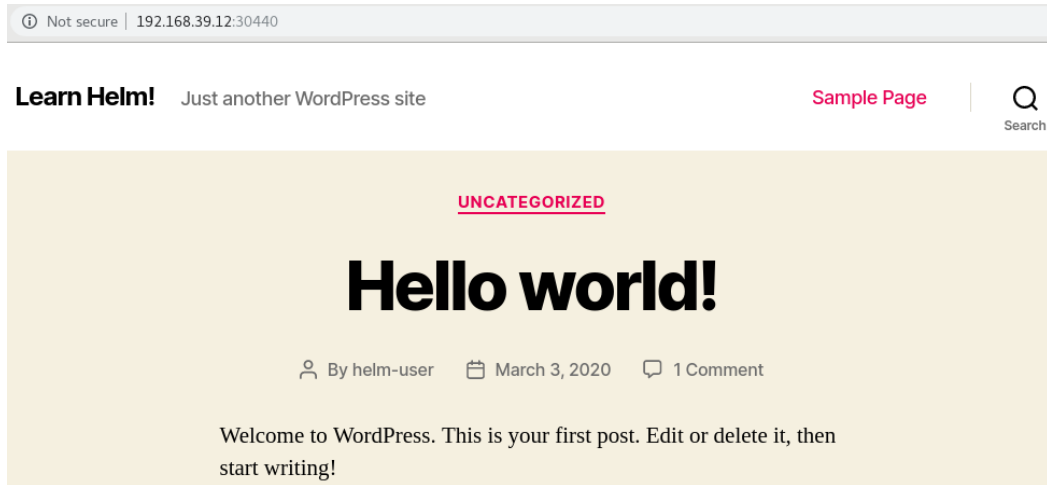 Not secure | 192.168.39.12:30440
Learn Helm! Just another WordPress site Sample Page
Search
UNCATEGORIZED
Hello world!
By helm-user March 3, 2020 1 Comment
Welcome to WordPress. This is your first post. Edit or delete it, then
start writing!